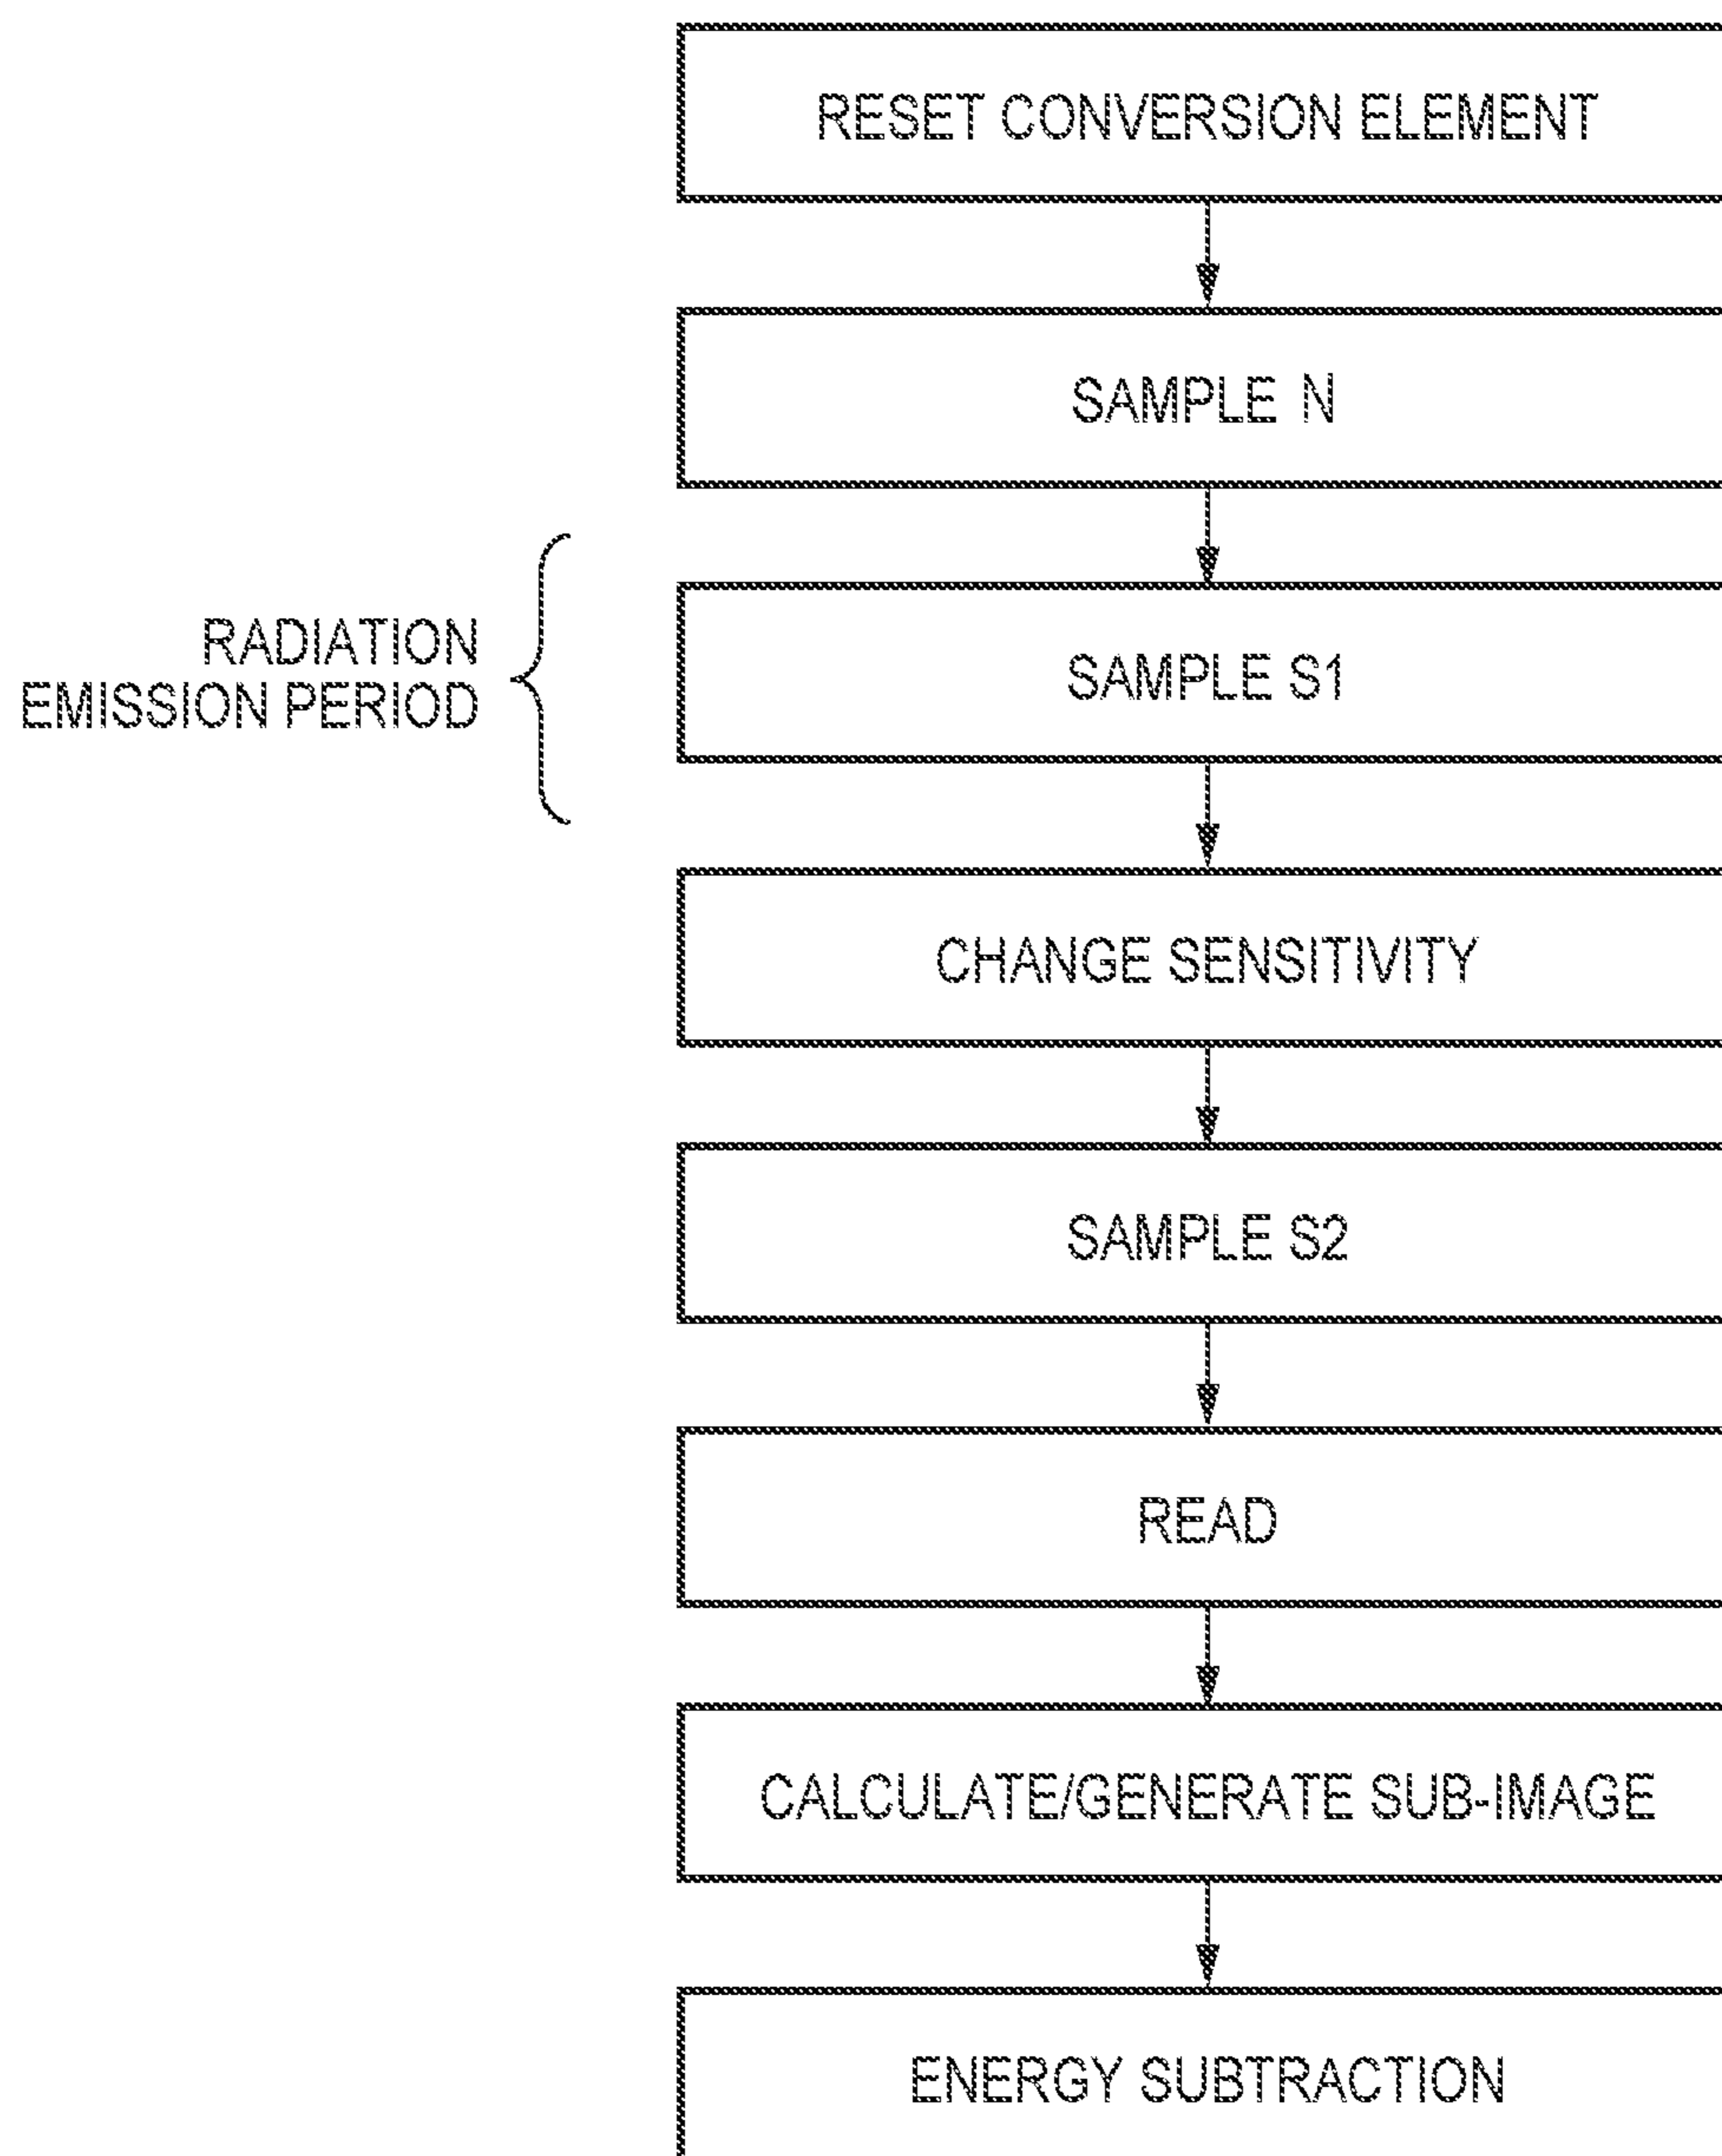 RESET CONVERSION ELEMENT
SAMPLE N
RADIATION
EMISSION PERIOD
SAMPLE S1
CHANGE SENSITIVITY
SAMPLE S2
READ
CALCULATE/GENERATE SUB-IMAGE
ENERGY SUBTRACTION